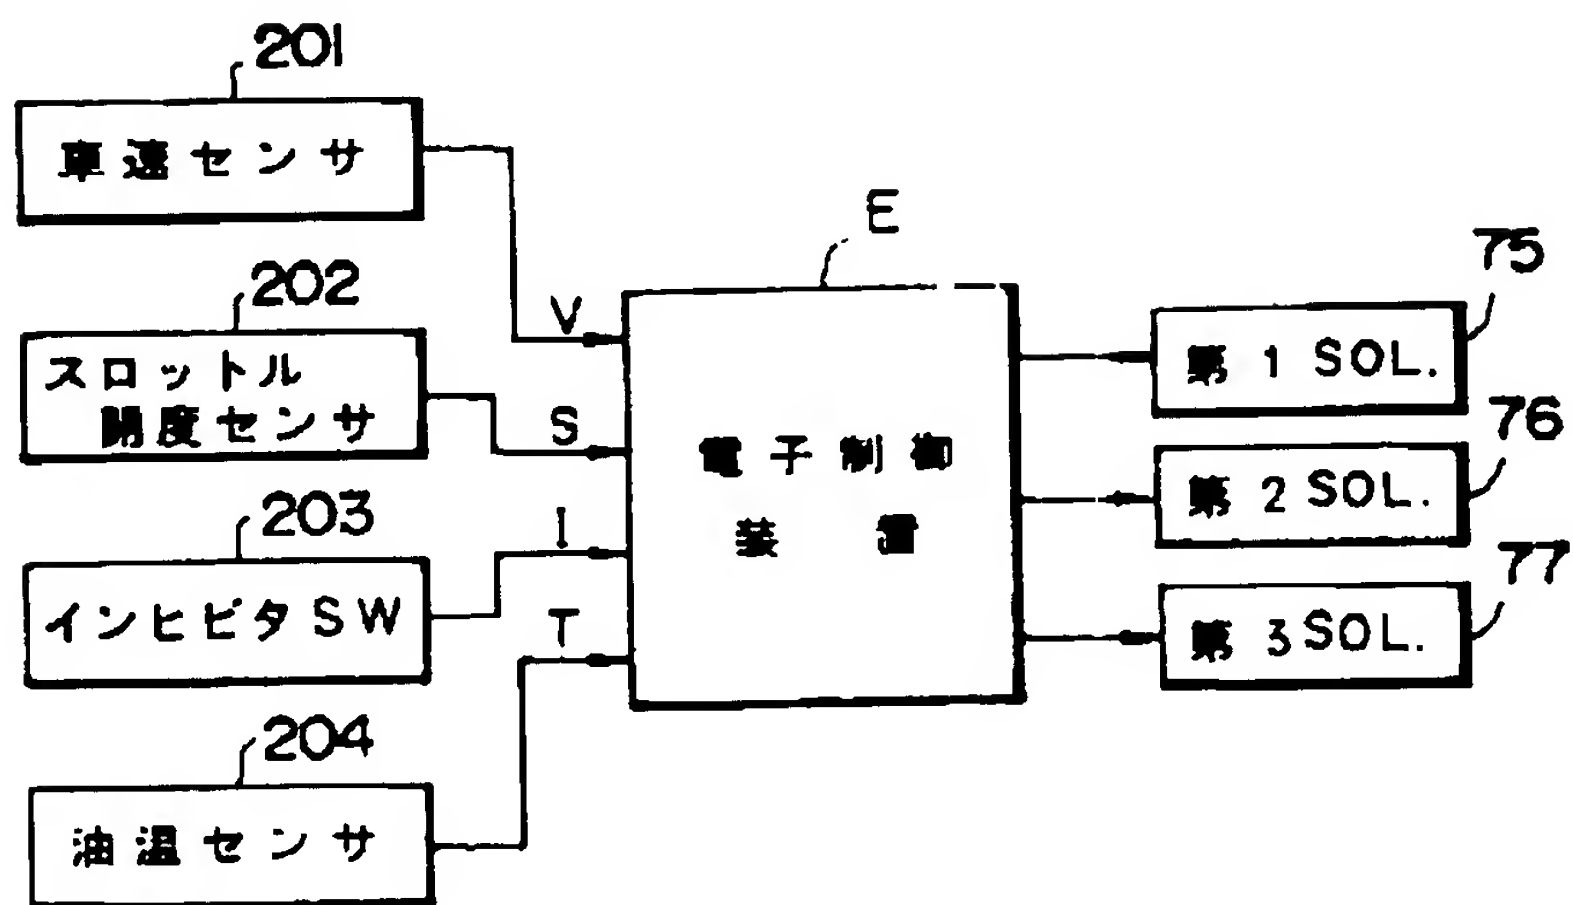 201
車速センサ
202
スロットル
開度センサ
203
インヒビタSW
204
油温センサ
V
S
I
T
E
電子制御
装置
75
第1SOL.
76
第2SOL.
77
第3SOL.